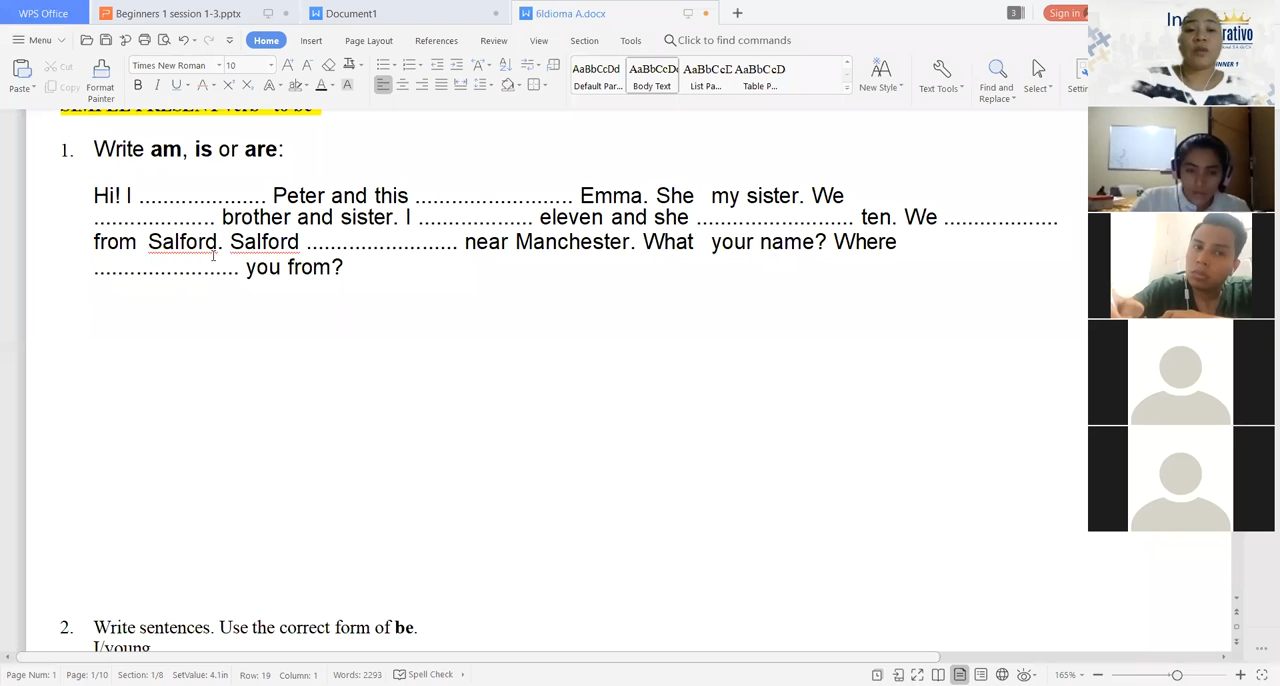 WPS Office
Beginners 1 session 1-3.pptx
Document1
6Idioma A.docx
3
Sign in
Menu
Home
Insert
Page Layout
References
Review
View
Section
Tools
Click to find commands
Paste
Cut
Copy
Format Painter
Times New Roman
10
AaBbCcDd
Default Par...
AaBbCcDd
Body Text
AaBbCcD
List Pa...
AaBbCcD
Table P...
New Style
Text Tools
Find and Replace
Select
rativo
1. Write am, is or are:
Hi! I ..................... Peter and this .......................... Emma. She my sister. We
.................... brother and sister. I ................... eleven and she .......................... ten. We ...................
from Salford. Salford ......................... near Manchester. What your name? Where
........................ you from?
2. Write sentences. Use the correct form of be.
I/young
Page Num: 1
Page: 1/10
Section: 1/8
SetValue: 4.1in
Row: 19
Column: 1
Words: 2293
Spell Check
165%